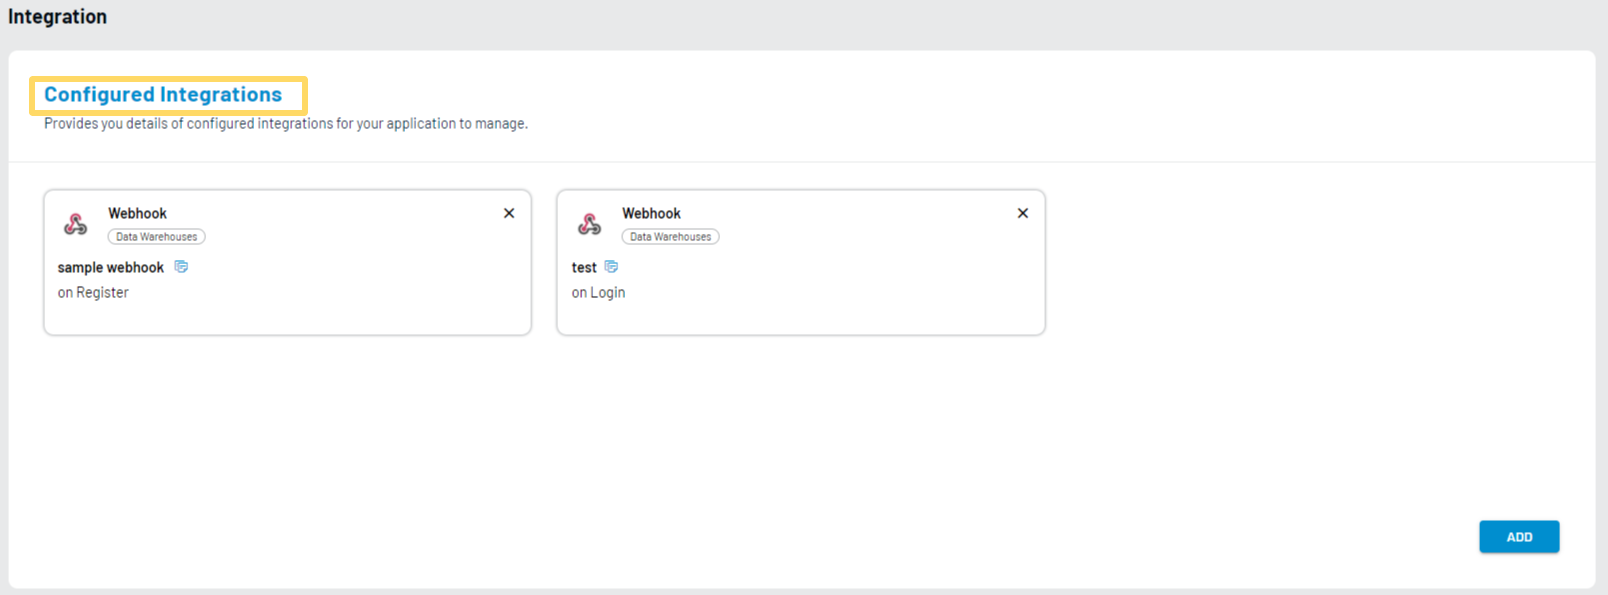 Integration
Configured Integrations
Provides you details of configured integrations for your application to manage.
Webhook
Data Warehouses
sample webhook
on Register
Webhook
Data Warehouses
test
on Login
ADD